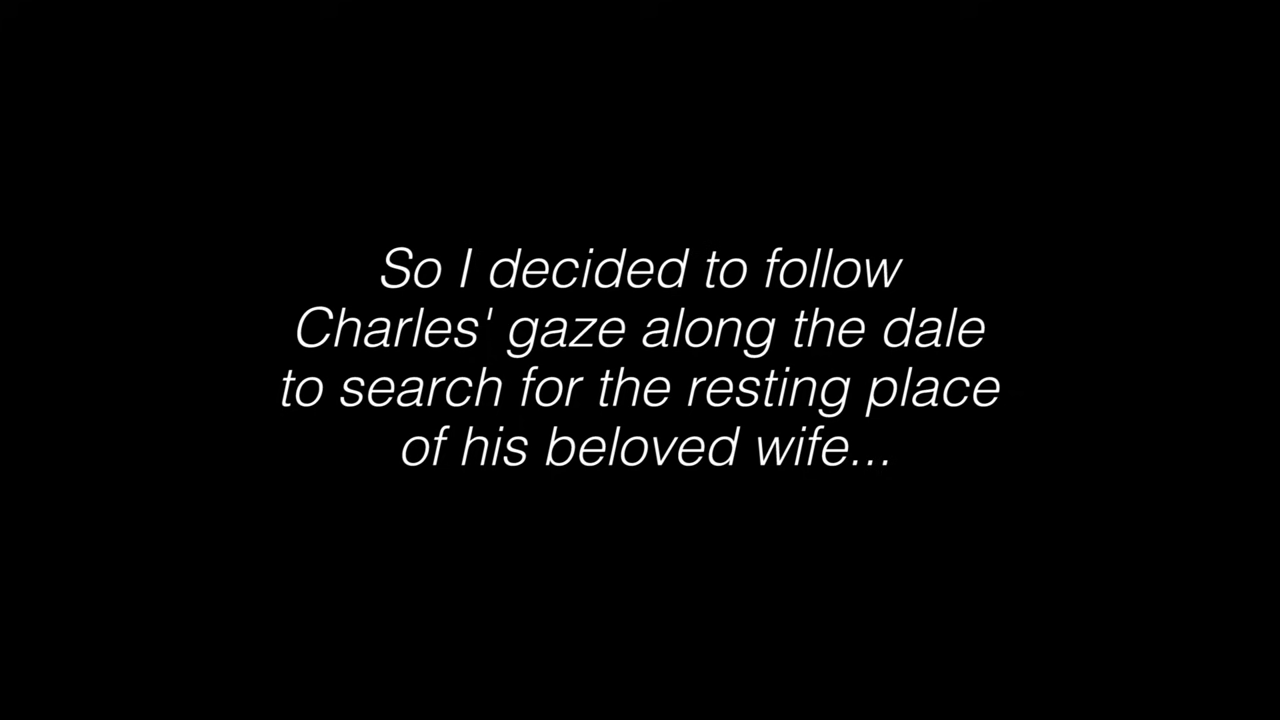 So I decided to follow
Charles' gaze along the dale
to search for the resting place
of his beloved wife...